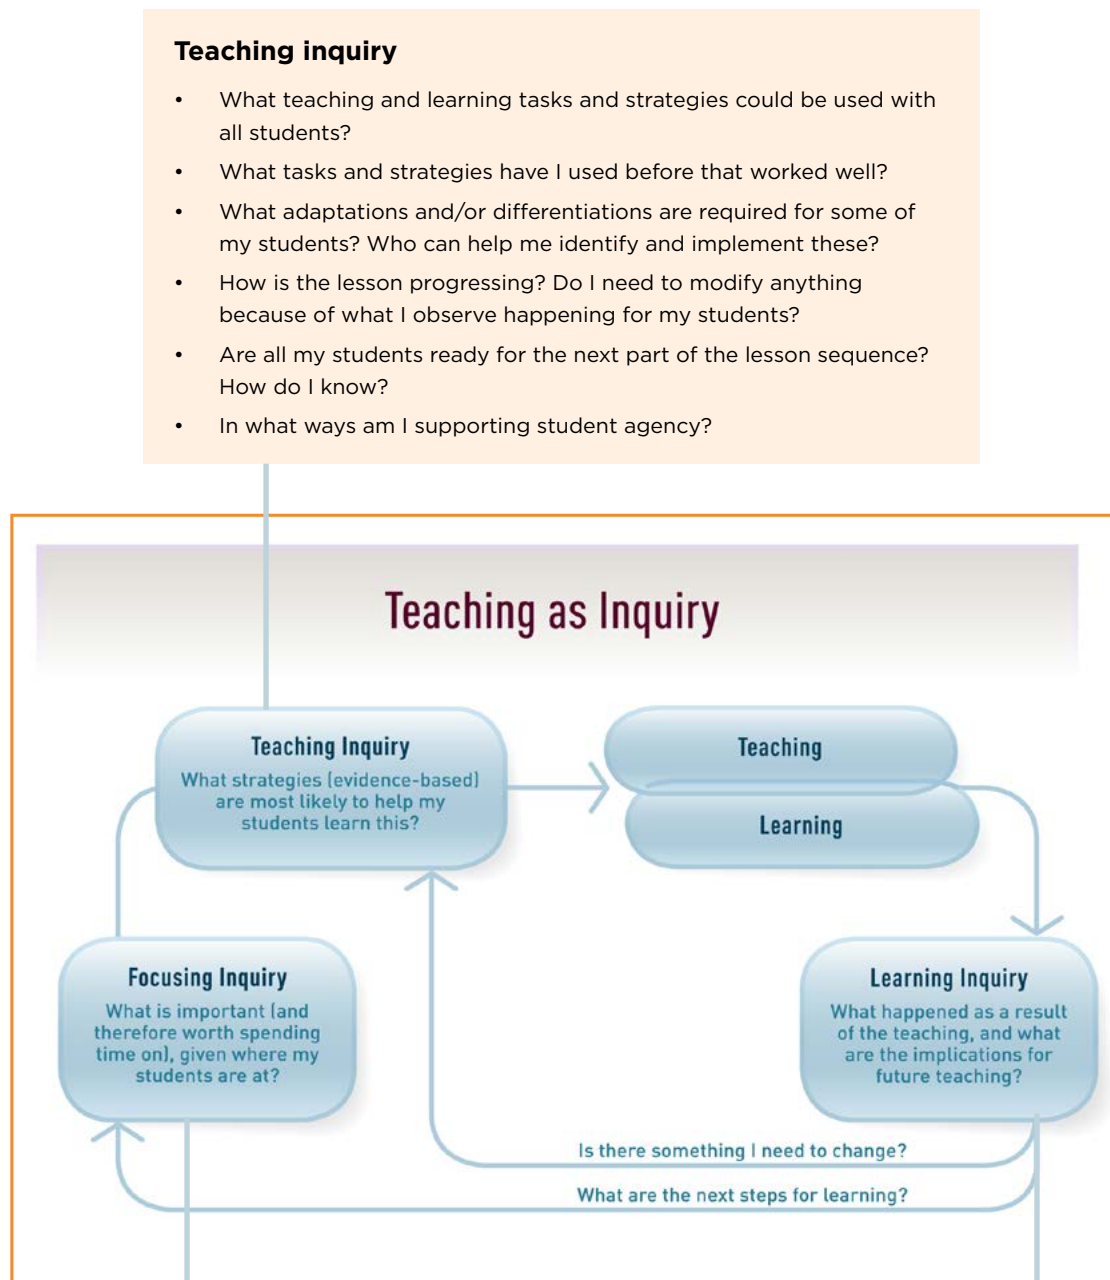 Teaching inquiry
• What teaching and learning tasks and strategies could be used with
all students?
• What tasks and strategies have I used before that worked well?
• What adaptations and/or differentiations are required for some of
my students? Who can help me identify and implement these?
• How is the lesson progressing? Do I need to modify anything
because of what I observe happening for my students?
• Are all my students ready for the next part of the lesson sequence?
How do I know?
• In what ways am I supporting student agency?
Teaching as Inquiry
Teaching Inquiry
What strategies (evidence-based)
are most likely to help my
students learn this?
Teaching
Learning
Focusing Inquiry
What is important (and
therefore worth spending
time on), given where my
students are at?
Learning Inquiry
What happened as a result
of the teaching, and what
are the implications for
future teaching?
Is there something I need to change?
What are the next steps for learning?